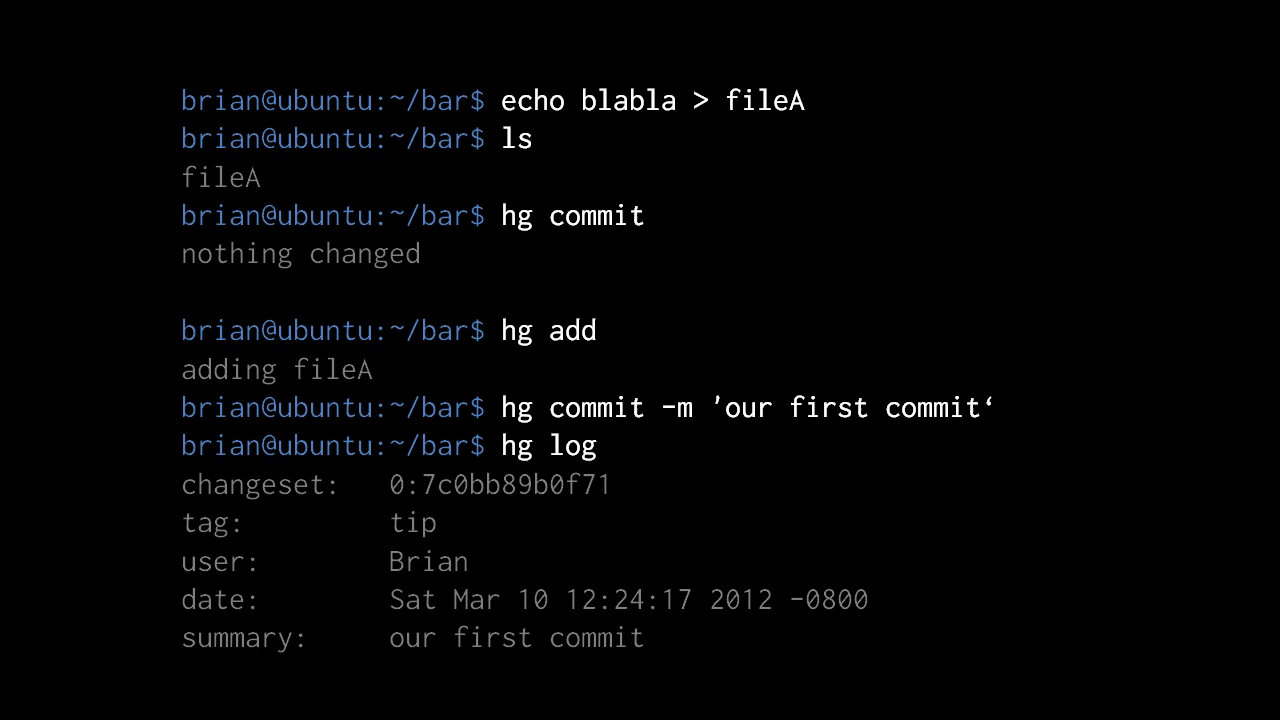 brian@ubuntu:~/bar$ echo blabla > fileA
brian@ubuntu:~/bar$ ls
fileA
brian@ubuntu:~/bar$ hg commit
nothing changed
brian@ubuntu:~/bar$ hg add
adding fileA
brian@ubuntu:~/bar$ hg commit -m 'our first commit‘
brian@ubuntu:~/bar$ hg log
changeset:   0:7c0bb89b0f71
tag:         tip
user:        Brian
date:        Sat Mar 10 12:24:17 2012 -0800
summary:     our first commit